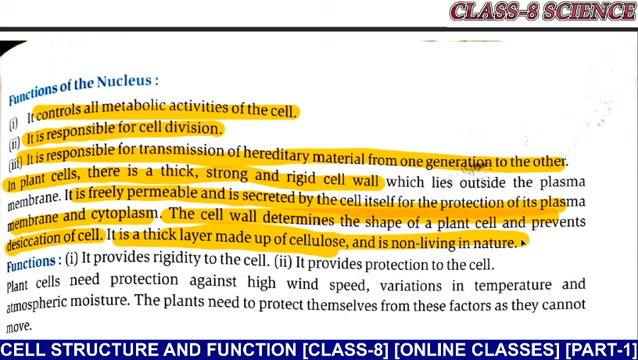 CLASS-8 SCIENCE
Functions of the Nucleus :
(i) It controls all metabolic activities of the cell.
(ii) It is responsible for cell division.
(iii) It is responsible for transmission of hereditary material from one generation to the other.
In plant cells, there is a thick, strong and rigid cell wall which lies outside the plasma
membrane. It is freely permeable and is secreted by the cell itself for the protection of its plasma
membrane and cytoplasm. The cell wall determines the shape of a plant cell and prevents
desiccation of cell. It is a thick layer made up of cellulose, and is non-living in nature.
Functions : (i) It provides rigidity to the cell. (ii) It provides protection to the cell.
Plant cells need protection against high wind speed, variations in temperature and
atmospheric moisture. The plants need to protect themselves from these factors as they cannot
move.
CELL STRUCTURE AND FUNCTION [CLASS-8] [ONLINE CLASSES] [PART-1]